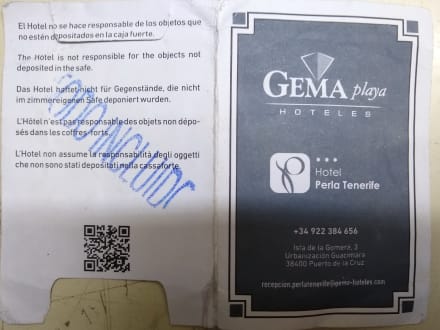 El Hotel no se hace responsable de los objetos que
no estén depositados en la caja fuerte.
The Hotel is not responsible for the objects not
deposited in the safe.
Das Hotel haftet nicht für Gegenstände, die nicht
im zimmereigenen Safe deponiert wurden.
L'Hôtel n'est pas responsable des objets non dépo-
sés dans les coffres-forts.
L'Hotel non assume la responsabilità degli oggetti
che non sono stati depositati nella cassaforte.
TODO INCLUIDO
GEMA playa
HOTELES
Hotel
Perla Tenerife
+34 922 384 656
Isla de la Gomera, 3
Urbanización Guacimara
38400 Puerto de la Cruz
recepcion.perlatenerife@gema-hoteles.com